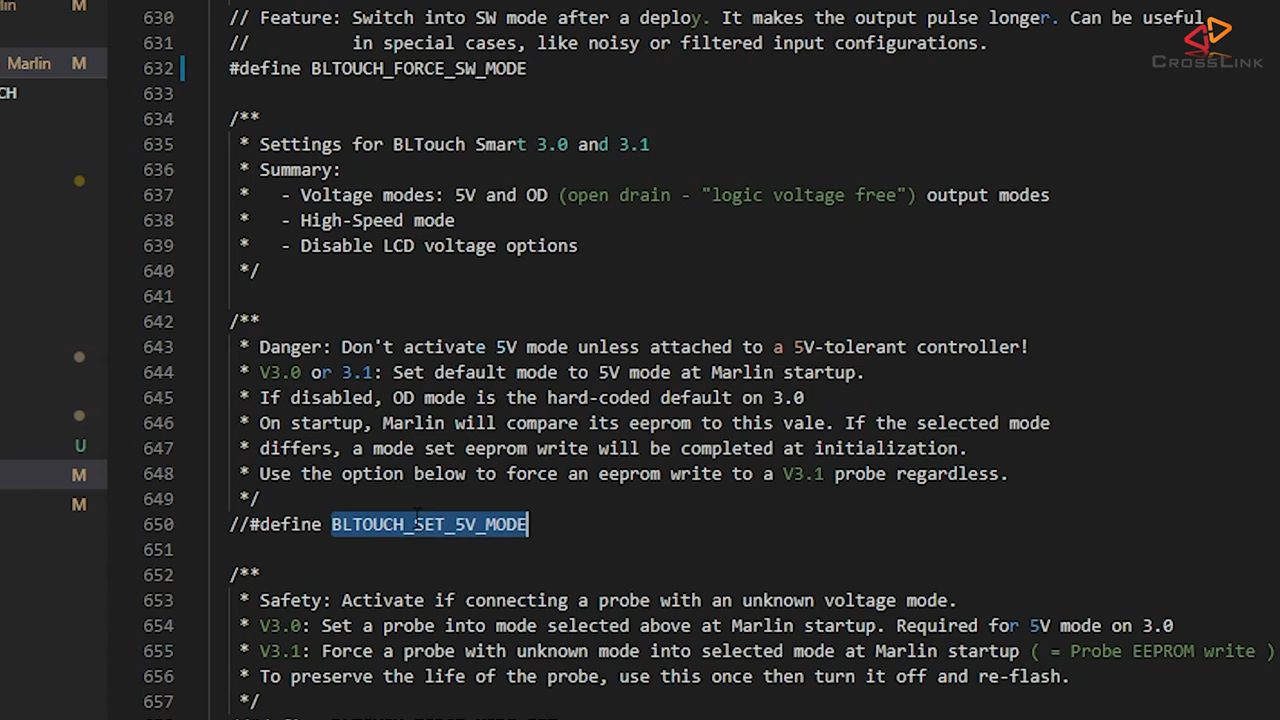 lin M
630 // Feature: Switch into SW mode after a deploy. It makes the output pulse longer. Can be useful
631 // in special cases, like noisy or filtered input configurations.
Marlin M
632 #define BLTOUCH_FORCE_SW_MODE
CROSSLINK
CH
633
634 /**
635 * Settings for BLTouch Smart 3.0 and 3.1
636 * Summary:
637 * - Voltage modes: 5V and OD (open drain - "logic voltage free") output modes
638 * - High-Speed mode
639 * - Disable LCD voltage options
640 */
641
642 /**
643 * Danger: Don't activate 5V mode unless attached to a 5V-tolerant controller!
644 * V3.0 or 3.1: Set default mode to 5V mode at Marlin startup.
645 * If disabled, OD mode is the hard-coded default on 3.0
646 * On startup, Marlin will compare its eeprom to this vale. If the selected mode
U
647 * differs, a mode set eeprom write will be completed at initialization.
M
648 * Use the option below to force an eeprom write to a V3.1 probe regardless.
M
649 */
650 //#define BLTOUCH_SET_5V_MODE
651
652 /**
653 * Safety: Activate if connecting a probe with an unknown voltage mode.
654 * V3.0: Set a probe into mode selected above at Marlin startup. Required for 5V mode on 3.0
655 * V3.1: Force a probe with unknown mode into selected mode at Marlin startup ( = Probe EEPROM write )
656 * To preserve the life of the probe, use this once then turn it off and re-flash.
657 */